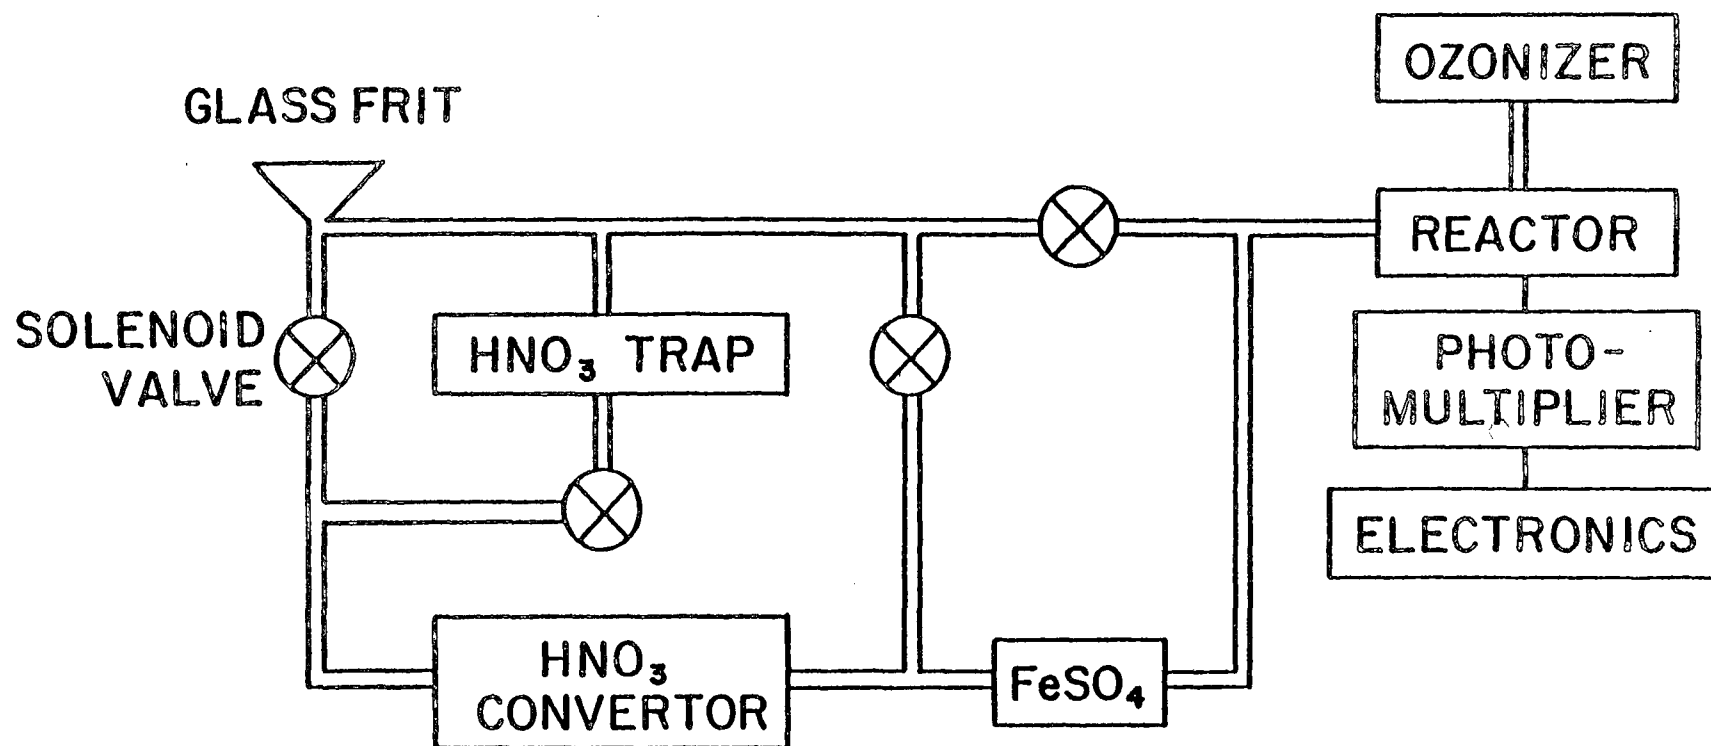 OZONIZER
GLASS FRIT
REACTOR
SOLENOID
VALVE
HNO₃ TRAP
PHOTO-
MULTIPLIER
ELECTRONICS
HNO₃
CONVERTOR
FeSO₄